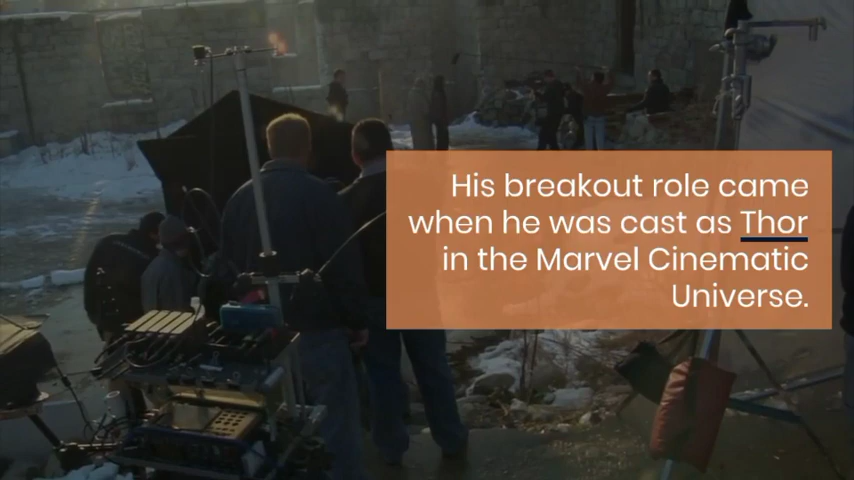 His breakout role came
when he was cast as Thor
in the Marvel Cinematic
Universe.